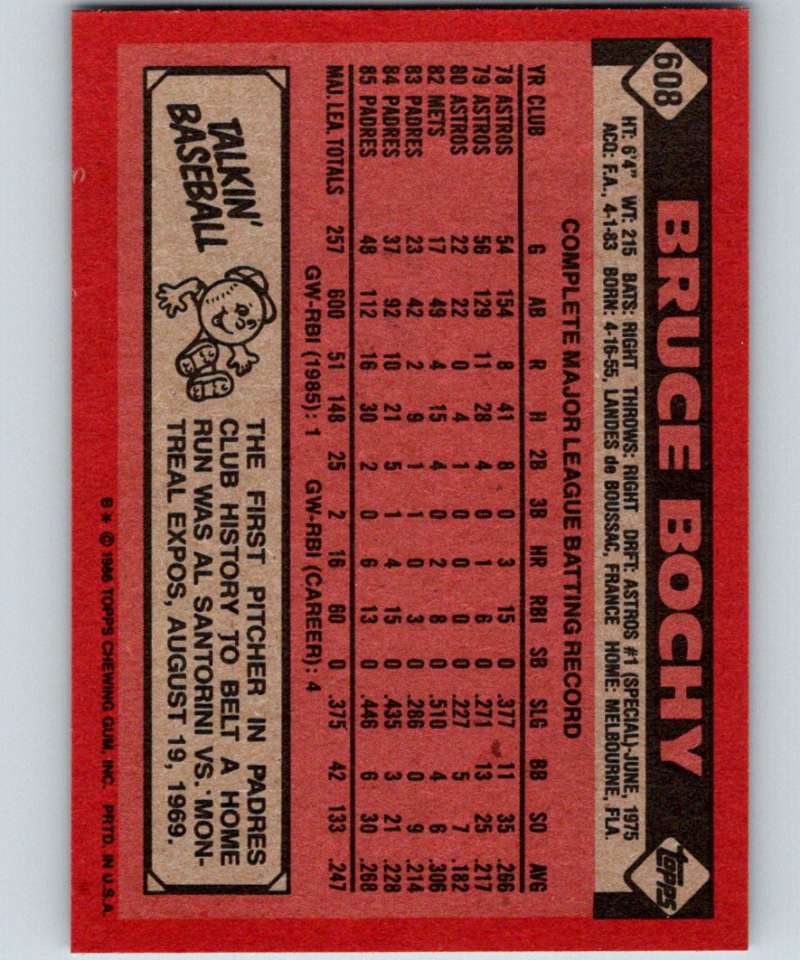 608
BRUCE BOCHY
TOPPS
HT: 6'4" WT: 215 BATS: RIGHT THROWS: RIGHT DRFT: ASTROS #1 (SPECIAL)-JUNE, 1975
ACQ: F.A., 4-1-83 BORN: 4-16-55, LANDES de BOUSSAC, FRANCE HOME: MELBOURNE, FLA.
COMPLETE MAJOR LEAGUE BATTING RECORD
YR CLUB G AB R H 2B 3B HR RBI SB SLG BB SO AVG
78 ASTROS 54 154 8 41 8 0 3 15 0 .377 11 35 .266
79 ASTROS 56 129 11 28 4 0 1 6 0 .271 13 25 .217
80 ASTROS 22 22 0 4 1 0 0 0 0 .227 5 7 .182
82 METS 17 49 4 15 4 0 2 8 0 .510 4 6 .306
83 PADRES 23 42 2 9 1 1 0 3 0 .286 0 9 .214
84 PADRES 37 92 10 21 5 1 4 15 0 .435 3 21 .228
85 PADRES 48 112 16 30 2 0 6 13 0 .446 6 30 .268
MAJ. LEA. TOTALS 257 600 51 148 25 2 16 60 0 .375 42 133 .247
GW-RBI (1985): 1 GW-RBI (CAREER): 4
TALKIN'
BASEBALL
THE FIRST PITCHER IN PADRES
CLUB HISTORY TO BELT A HOME
RUN WAS AL SANTORINI VS. MON-
TREAL EXPOS, AUGUST 19, 1969.
B* © 1986 TOPPS CHEWING GUM, INC. PRTD. IN U.S.A.